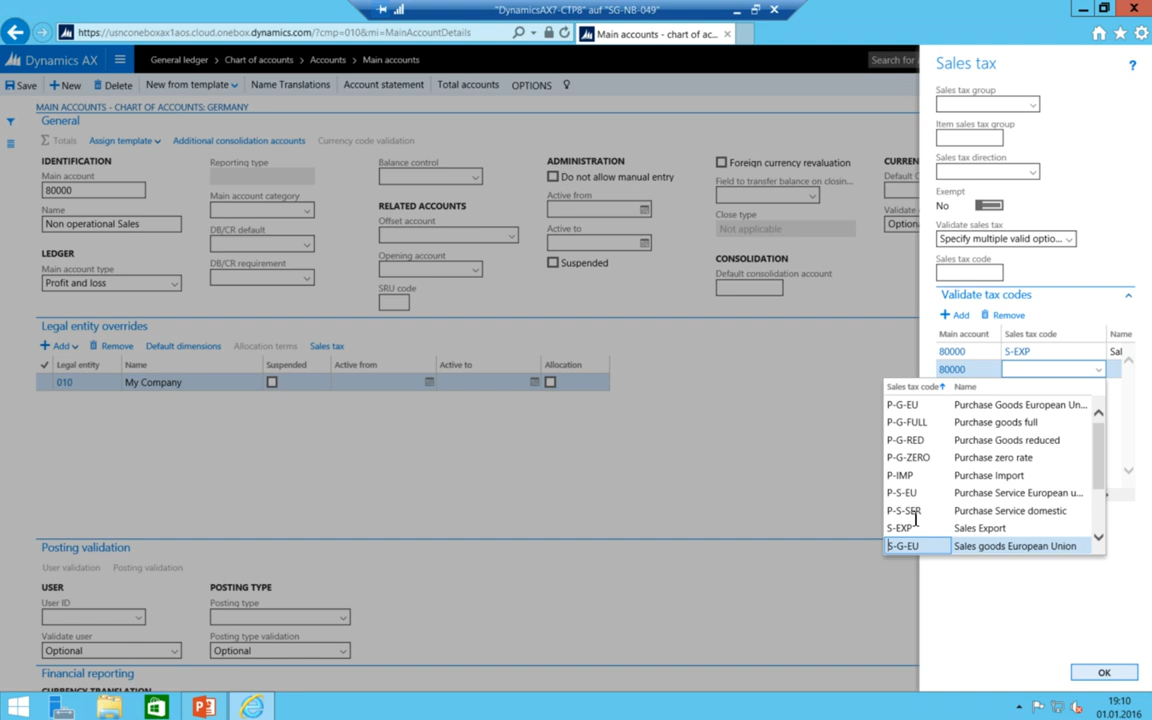 "DynamicsAX7-CTP8" auf "SG-NB-049"
https://usnconeboxax1aos.cloud.onebox.dynamics.com/?cmp=010&mi=MainAccountDetails
Main accounts - chart of ac...
Dynamics AX
General ledger > Chart of accounts > Accounts > Main accounts
Search for
Save
New
Delete
New from template
Name Translations
Account statement
Total accounts
OPTIONS
MAIN ACCOUNTS - CHART OF ACCOUNTS: GERMANY
General
Totals
Assign template
Additional consolidation accounts
Currency code validation
IDENTIFICATION
Main account
80000
Name
Non operational Sales
LEDGER
Main account type
Profit and loss
Reporting type
Main account category
DB/CR default
DB/CR requirement
Balance control
RELATED ACCOUNTS
Offset account
Opening account
SRU code
ADMINISTRATION
Do not allow manual entry
Active from
Active to
Suspended
Foreign currency revaluation
Field to transfer balance on closin...
Close type
Not applicable
CONSOLIDATION
Default consolidation account
CURREN
Default C
Validate
Option
Legal entity overrides
Add
Remove
Default dimensions
Allocation terms
Sales tax
Legal entity
Name
Suspended
Active from
Active to
Allocation
010
My Company
Posting validation
User validation
Posting validation
USER
User ID
Validate user
Optional
POSTING TYPE
Posting type
Posting type validation
Optional
Financial reporting
Sales tax
?
Sales tax group
Item sales tax group
Sales tax direction
Exempt
No
Validate sales tax
Specify multiple valid optio...
Sales tax code
Validate tax codes
Add
Remove
Main account
Sales tax code
Name
80000
S-EXP
Sal
80000
Sales tax code
Name
P-G-EU
Purchase Goods European Un...
P-G-FULL
Purchase goods full
P-G-RED
Purchase Goods reduced
P-G-ZERO
Purchase zero rate
P-IMP
Purchase Import
P-S-EU
Purchase Service European u...
P-S-SER
Purchase Service domestic
S-EXP
Sales Export
S-G-EU
Sales goods European Union
OK
19:10
01.01.2016